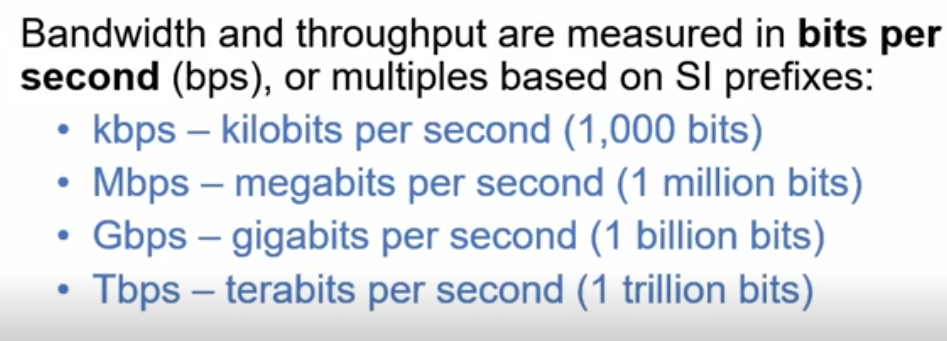 Bandwidth and throughput are measured in bits per
second (bps), or multiples based on SI prefixes:
• kbps – kilobits per second (1,000 bits)
• Mbps – megabits per second (1 million bits)
• Gbps – gigabits per second (1 billion bits)
• Tbps – terabits per second (1 trillion bits)